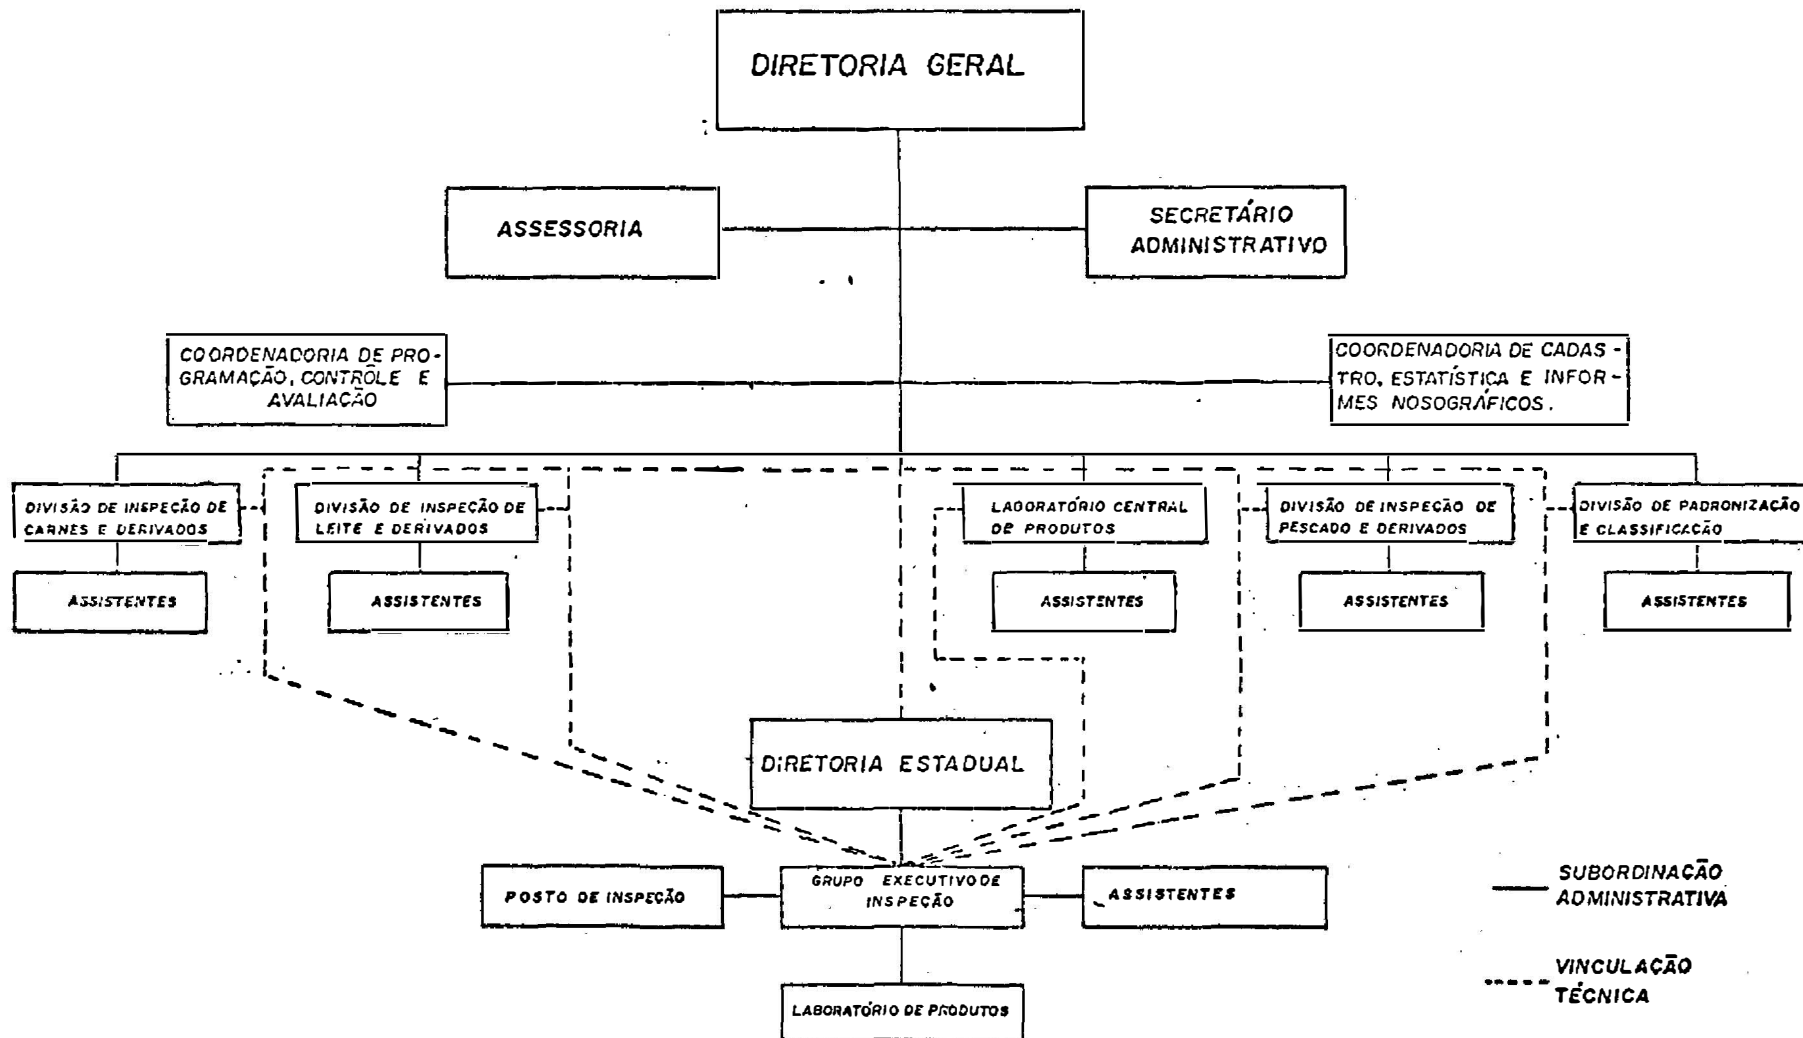 DIRETORIA GERAL
ASSESSORIA
SECRETÁRIO
ADMINISTRATIVO
COORDENADORIA DE PRO-
GRAMAÇÃO, CONTRÔLE E
AVALIAÇÃO
COORDENADORIA DE CADAS-
TRO, ESTATÍSTICA E INFOR-
MES NOSOGRÁFICOS.
DIVISÃO DE INSPEÇÃO DE
CARNES E DERIVADOS
DIVISÃO DE INSPEÇÃO DE
LEITE E DERIVADOS
LABORATÓRIO CENTRAL
DE PRODUTOS
DIVISÃO DE INSPEÇÃO DE
PESCADO E DERIVADOS
DIVISÃO DE PADRONIZAÇÃO
E CLASSIFICAÇÃO
ASSISTENTES
ASSISTENTES
ASSISTENTES
ASSISTENTES
ASSISTENTES
DIRETORIA ESTADUAL
POSTO DE INSPEÇÃO
GRUPO EXECUTIVO DE
INSPEÇÃO
ASSISTENTES
LABORATÓRIO DE PRODUTOS
SUBORDINAÇÃO
ADMINISTRATIVA
VINCULAÇÃO
TÉCNICA